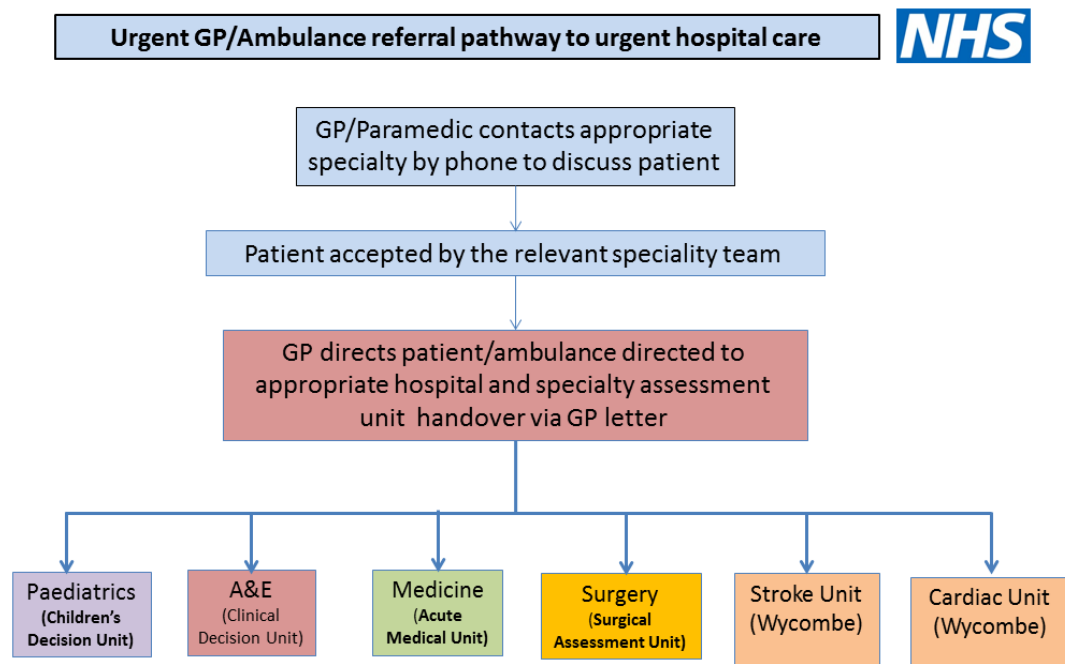 Urgent GP/Ambulance referral pathway to urgent hospital care
NHS
GP/Paramedic contacts appropriate
specialty by phone to discuss patient
Patient accepted by the relevant speciality team
GP directs patient/ambulance directed to
appropriate hospital and specialty assessment
unit handover via GP letter
Paediatrics
(Children's
Decision Unit)
A&E
(Clinical
Decision Unit)
Medicine
(Acute
Medical Unit)
Surgery
(Surgical
Assessment Unit)
Stroke Unit
(Wycombe)
Cardiac Unit
(Wycombe)